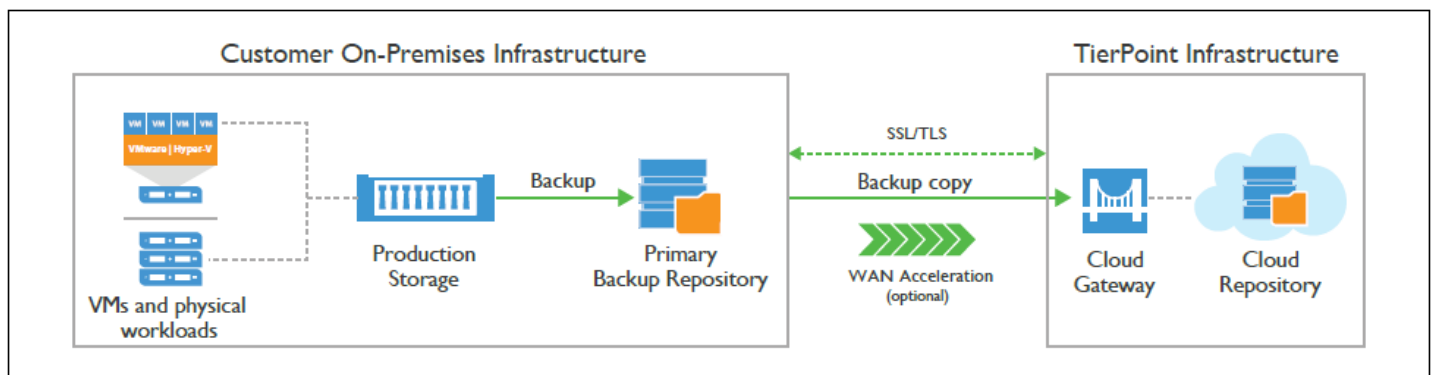 Customer On-Premises Infrastructure
TierPoint Infrastructure
VM VM VM VM
VMware | Hyper-V
VMs and physical
workloads
Production
Storage
Backup
Primary
Backup Repository
SSL/TLS
Backup copy
WAN Acceleration
(optional)
Cloud
Gateway
Cloud
Repository